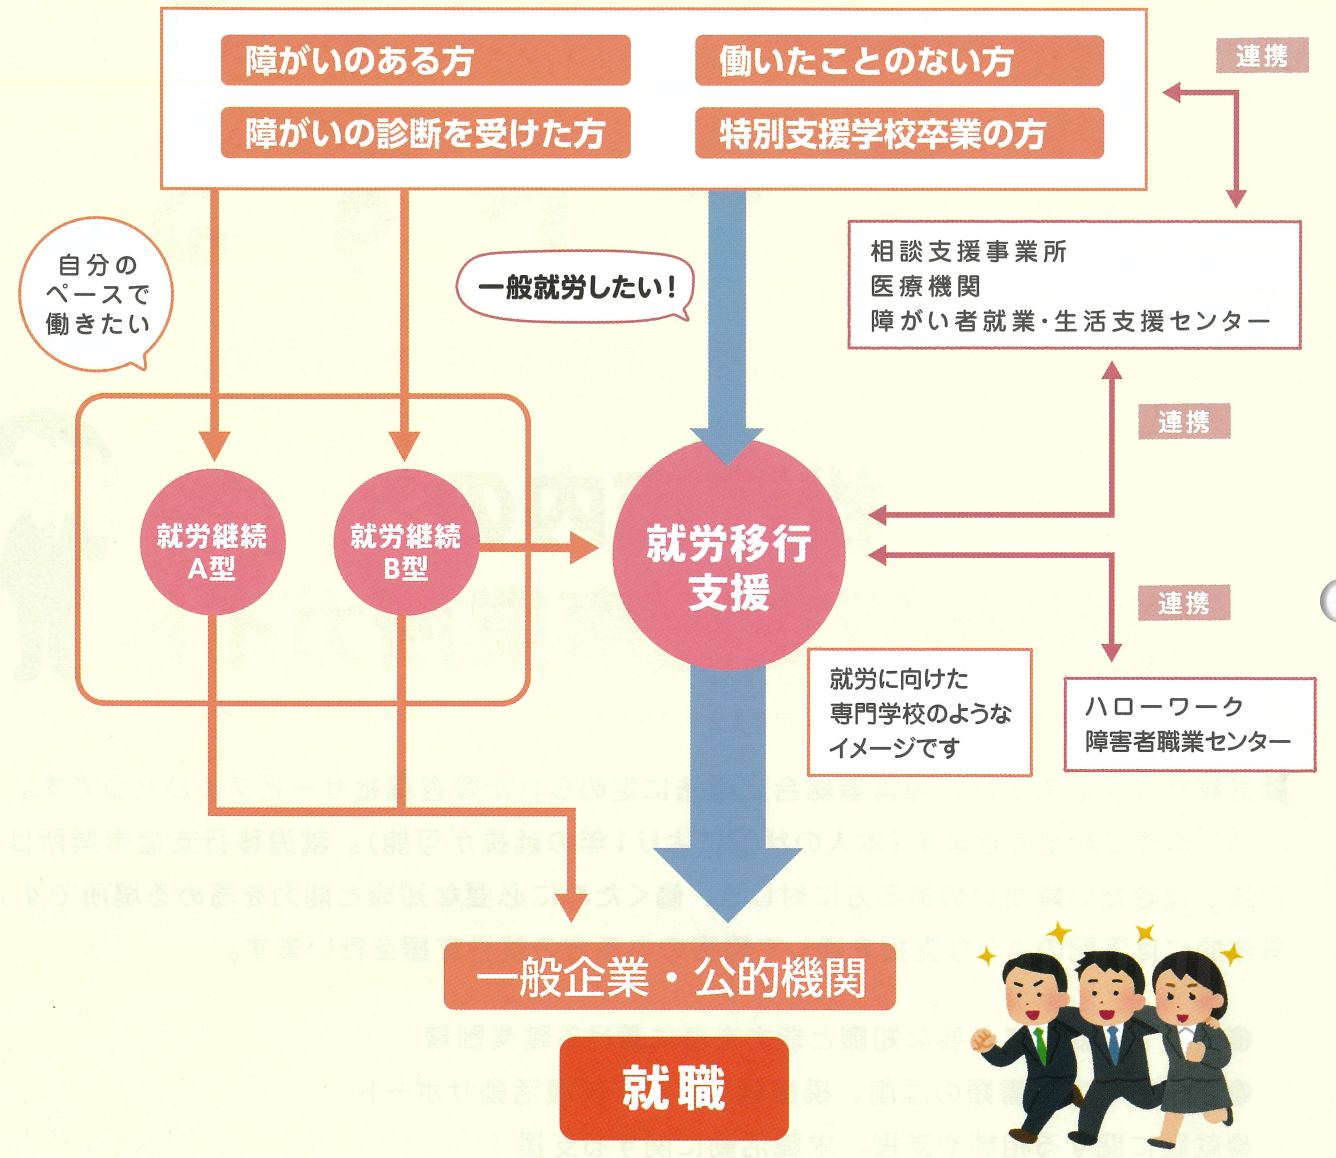 障がいのある方
働いたことのない方
連携
障がいの診断を受けた方
特別支援学校卒業の方
自分の
ペースで
働きたい
一般就労したい！
相談支援事業所
医療機関
障がい者就業・生活支援センター
連携
就労継続
A型
就労継続
B型
就労移行
支援
連携
就労に向けた
専門学校のような
イメージです
ハローワーク
障害者職業センター
一般企業・公的機関
就職